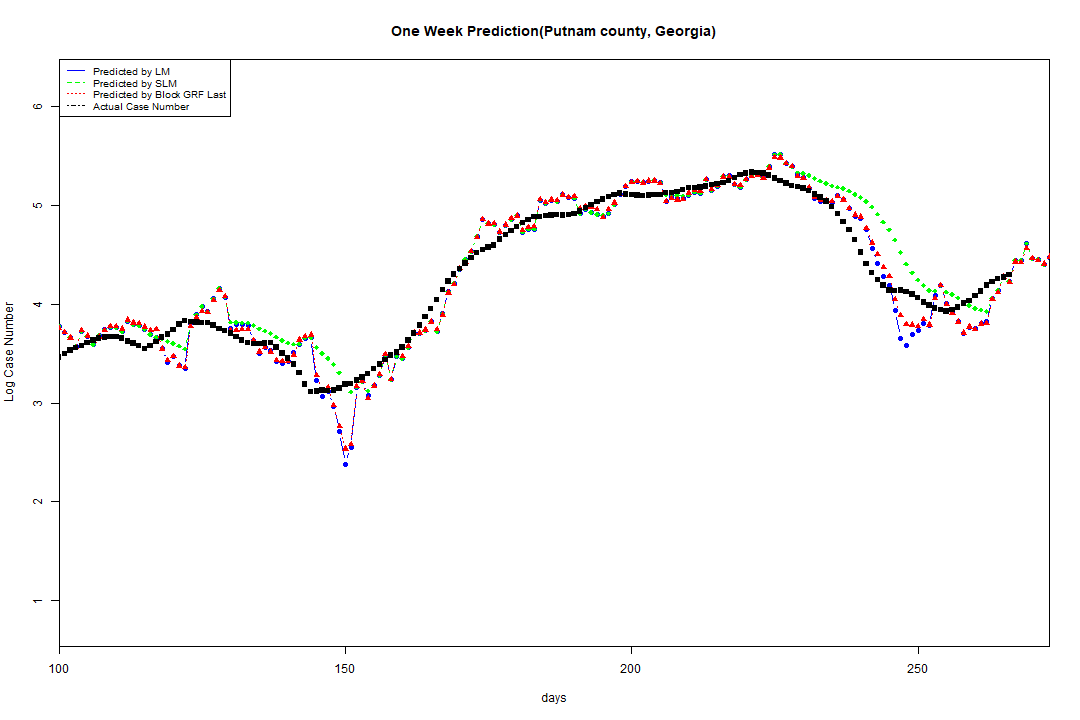 One Week Prediction(Putnam county, Georgia)
Predicted by LM
Predicted by SLM
Predicted by Block GRF Last
Actual Case Number
6
5
4
3
2
1
Log Case Number
100
150
200
250
days